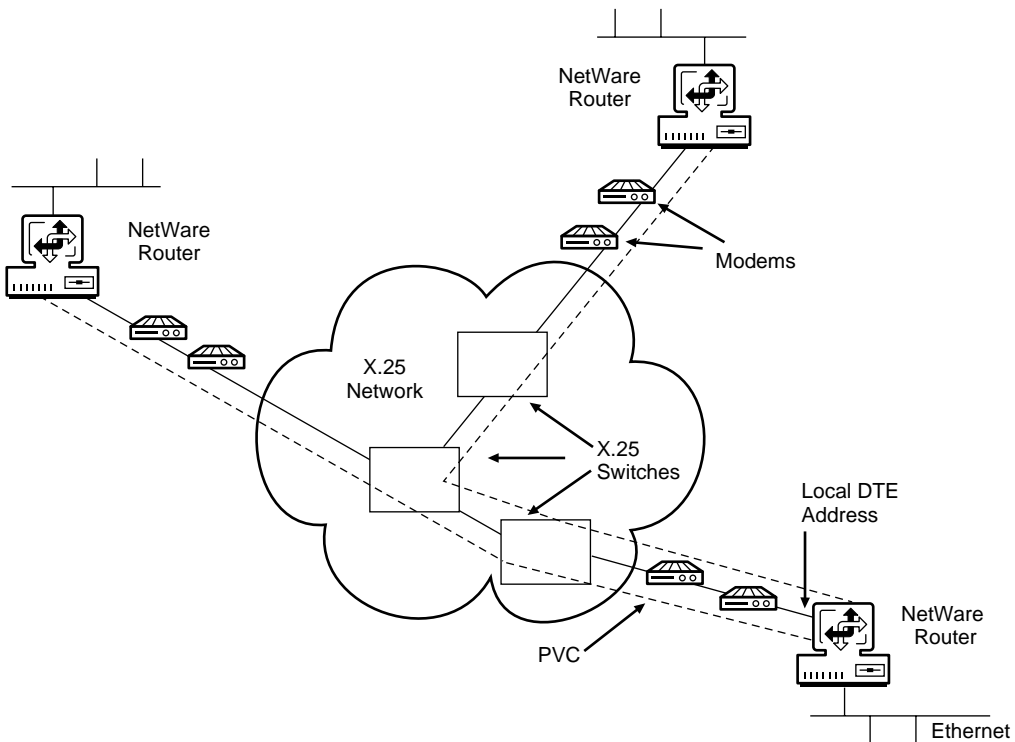 NetWare
Router
NetWare
Router
Modems
X.25
Network
X.25
Switches
Local DTE
Address
NetWare
Router
PVC
Ethernet